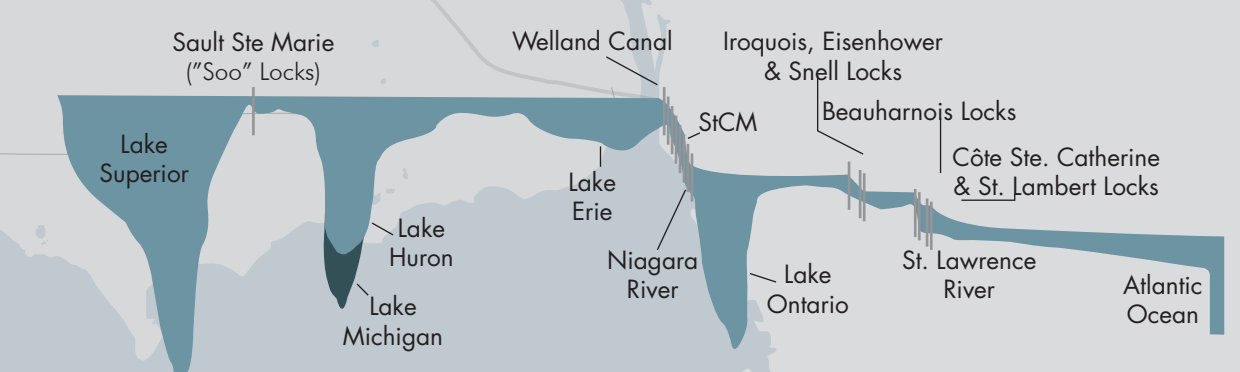 Sault Ste Marie
("Soo" Locks)
Welland Canal
Iroquois, Eisenhower
& Snell Locks
Beauharnois Locks
StCM
Côte Ste. Catherine
& St. Lambert Locks
Lake
Superior
Lake
Erie
Lake
Huron
Lake
Michigan
Niagara
River
Lake
Ontario
St. Lawrence
River
Atlantic
Ocean